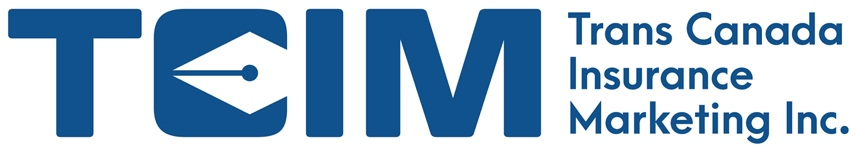 TCIM
Trans Canada
Insurance
Marketing Inc.